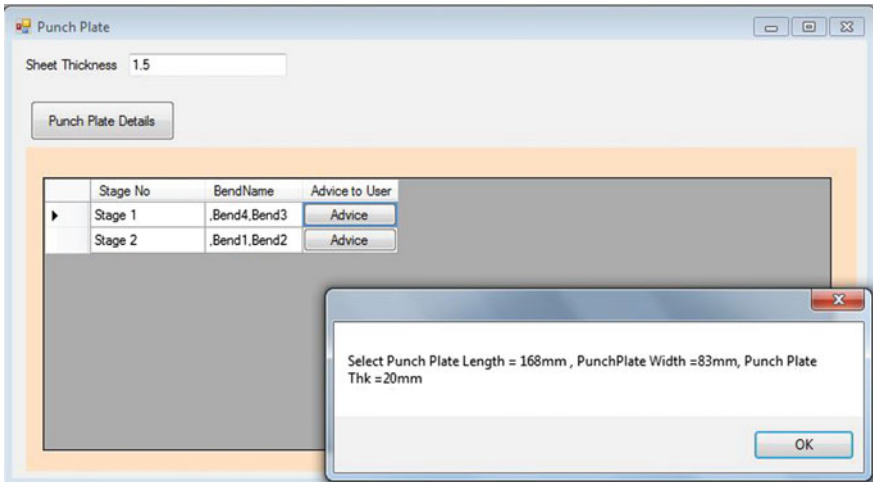 Punch Plate
Sheet Thickness 1.5
Punch Plate Details
Stage No BendName Advice to User
Stage 1 ,Bend4,Bend3 Advice
Stage 2 ,Bend1,Bend2 Advice
Select Punch Plate Length = 168mm , PunchPlate Width =83mm, Punch Plate
Thk =20mm
OK